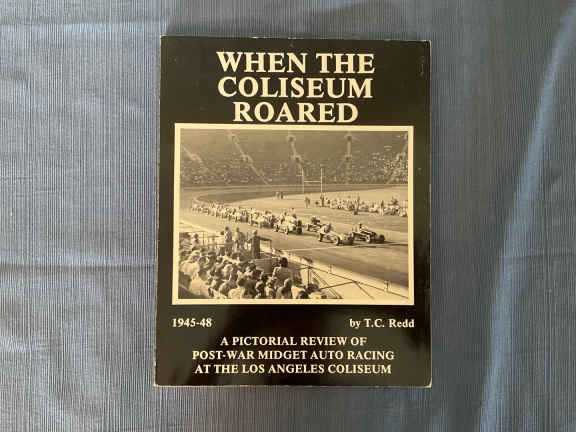 WHEN THE
COLISEUM
ROARED
1945-48 by T.C. Redd
A PICTORIAL REVIEW OF
POST-WAR MIDGET AUTO RACING
AT THE LOS ANGELES COLISEUM